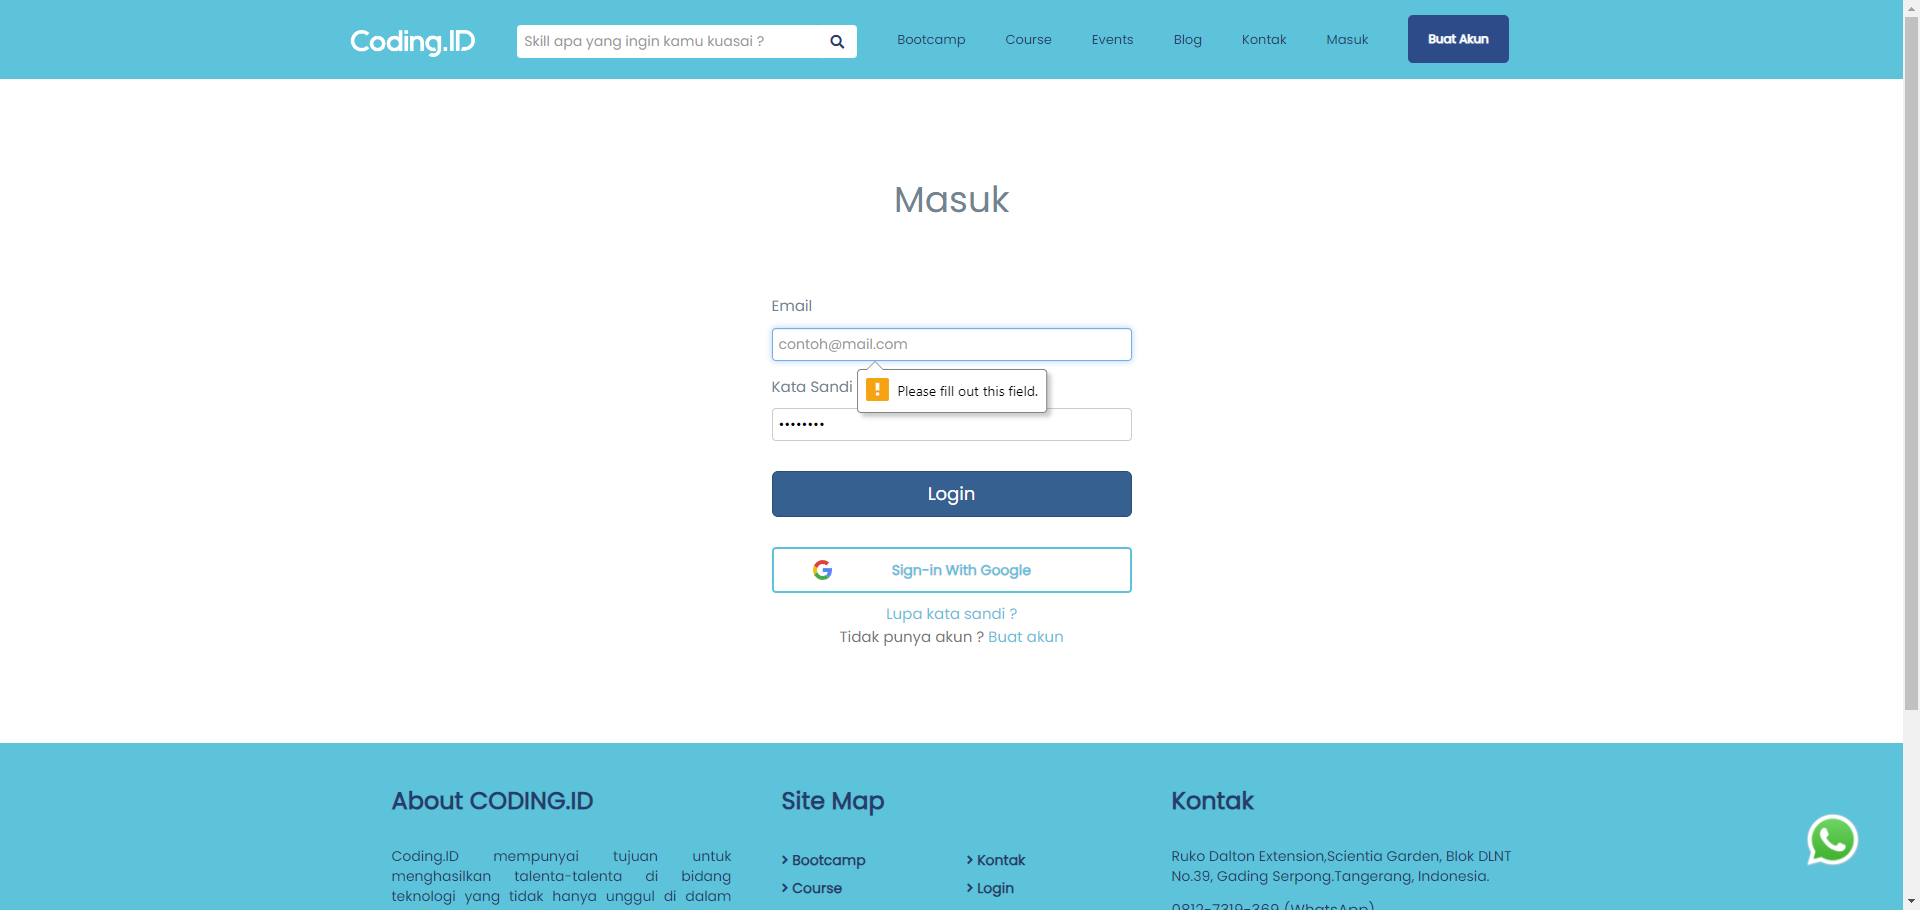 Coding.ID
Skill apa yang ingin kamu kuasai ?
Bootcamp
Course
Events
Blog
Kontak
Masuk
Buat Akun
Masuk
Email
contoh@mail.com
Kata Sandi
Please fill out this field.
••••••••
Login
Sign-in With Google
Lupa kata sandi ?
Tidak punya akun ? Buat akun
About CODING.ID
Coding.ID mempunyai tujuan untuk
menghasilkan talenta-talenta di bidang
teknologi yang tidak hanya unggul di dalam
Site Map
Bootcamp
Course
Kontak
Login
Kontak
Ruko Dalton Extension,Scientia Garden, Blok DLNT
No.39, Gading Serpong.Tangerang, Indonesia.
0812-7319-369 (WhatsApp)